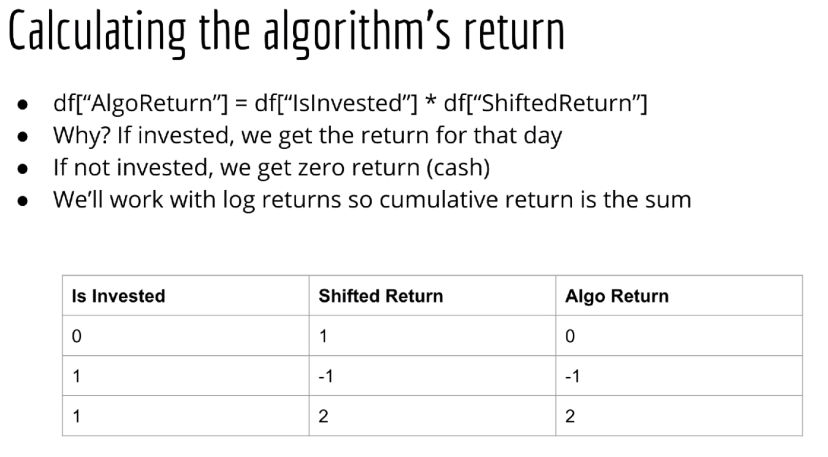 Calculating the algorithm's return
● df[“AlgoReturn”] = df[“IsInvested”] * df[“ShiftedReturn”]
● Why? If invested, we get the return for that day
● If not invested, we get zero return (cash)
● We’ll work with log returns so cumulative return is the sum
Is Invested Shifted Return Algo Return
0 1 0
1 -1 -1
1 2 2